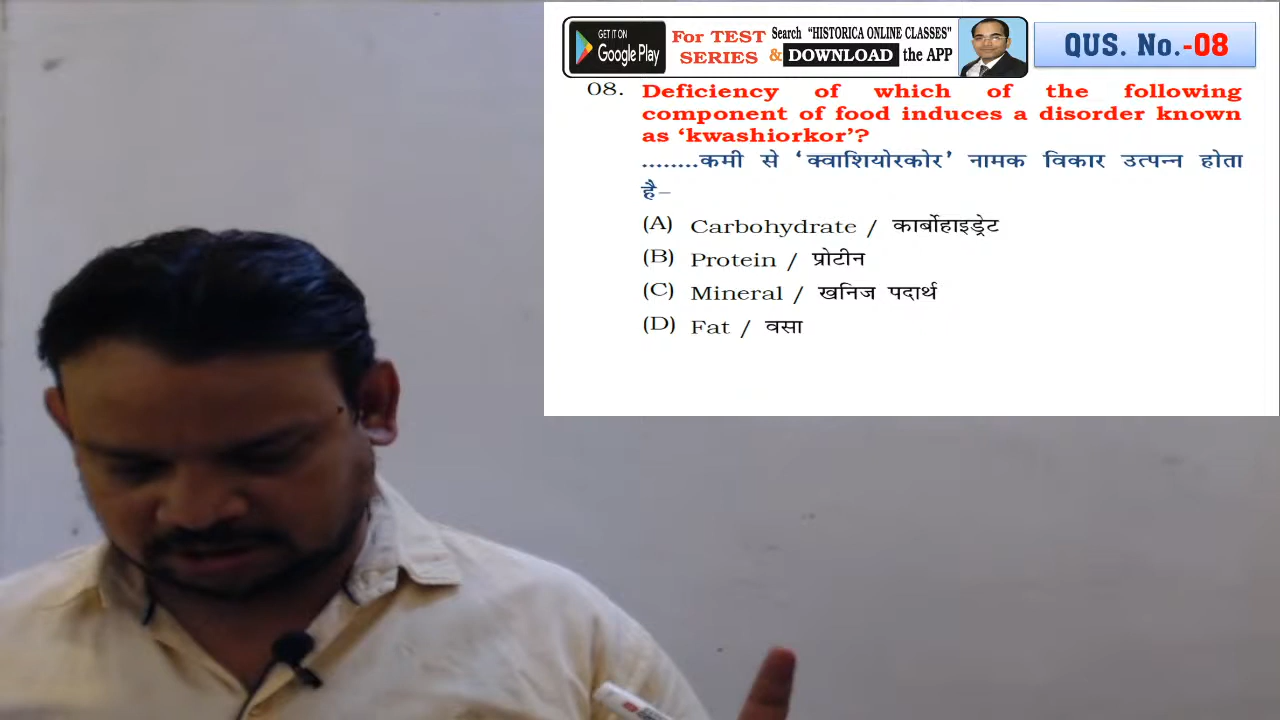 GET IT ON
Google Play
For TEST
SERIES
Search "HISTORICA ONLINE CLASSES"
& DOWNLOAD the APP
QUS. No.-08
08. Deficiency of which of the following
component of food induces a disorder known
as 'kwashiorkor'?
........कमी से 'क्वाशियोरकोर' नामक विकार उत्पन्न होता
है–
(A) Carbohydrate / कार्बोहाइड्रेट
(B) Protein / प्रोटीन
(C) Mineral / खनिज पदार्थ
(D) Fat / वसा